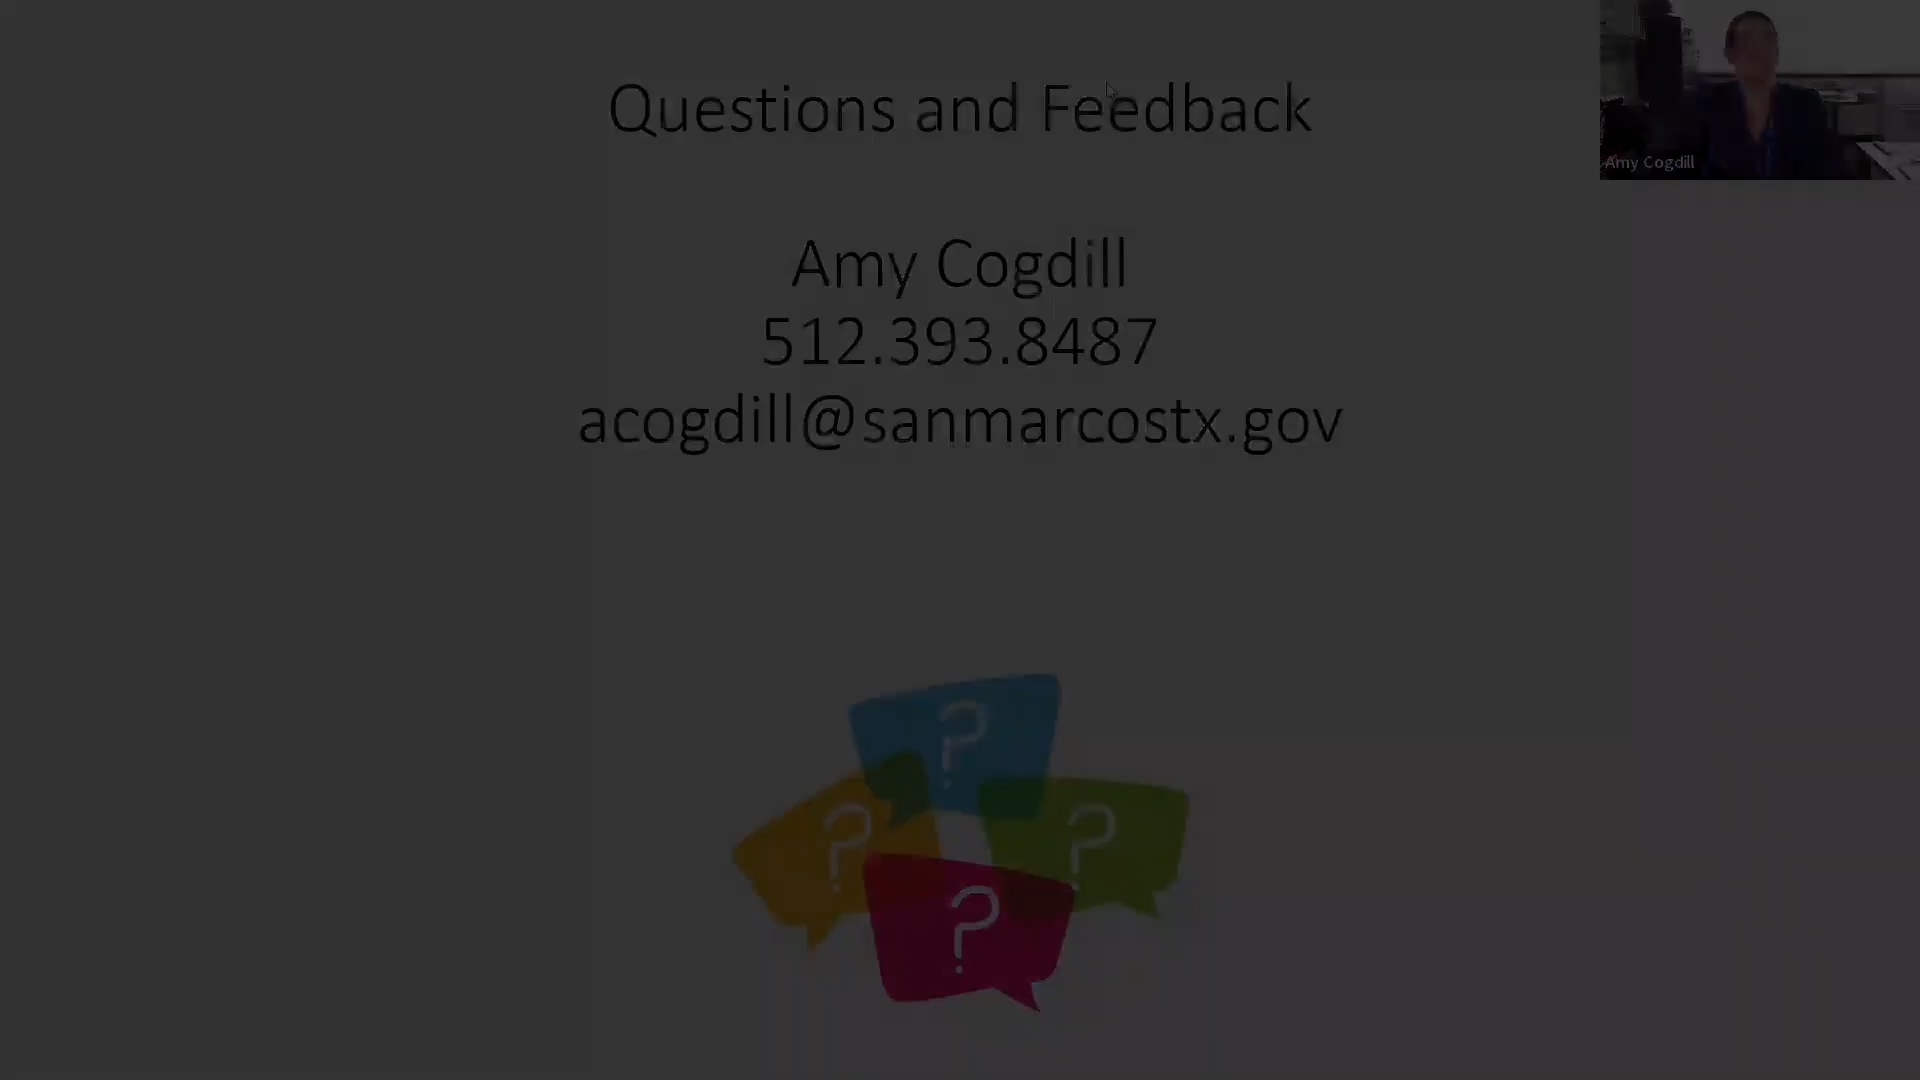 Questions and Feedback
Amy Cogdill
Amy Cogdill
512.393.8487
acogdill@sanmarcostx.gov
?
?
?
?